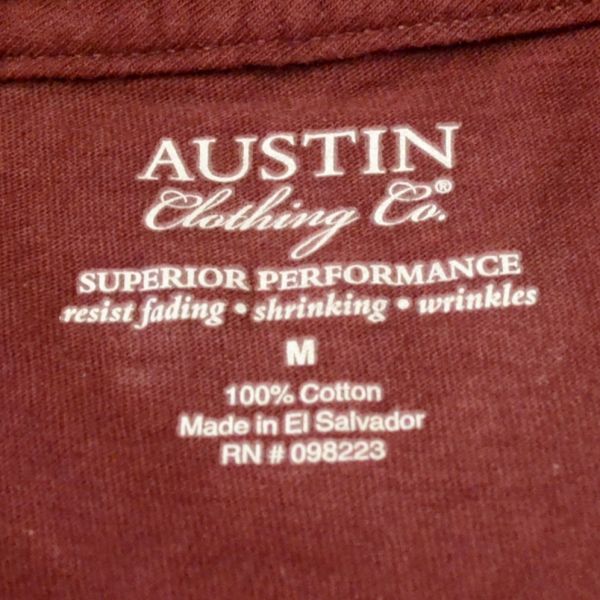 AUSTIN
Clothing Co.®
SUPERIOR PERFORMANCE
resist fading • shrinking • wrinkles
M
100% Cotton
Made in El Salvador
RN # 098223